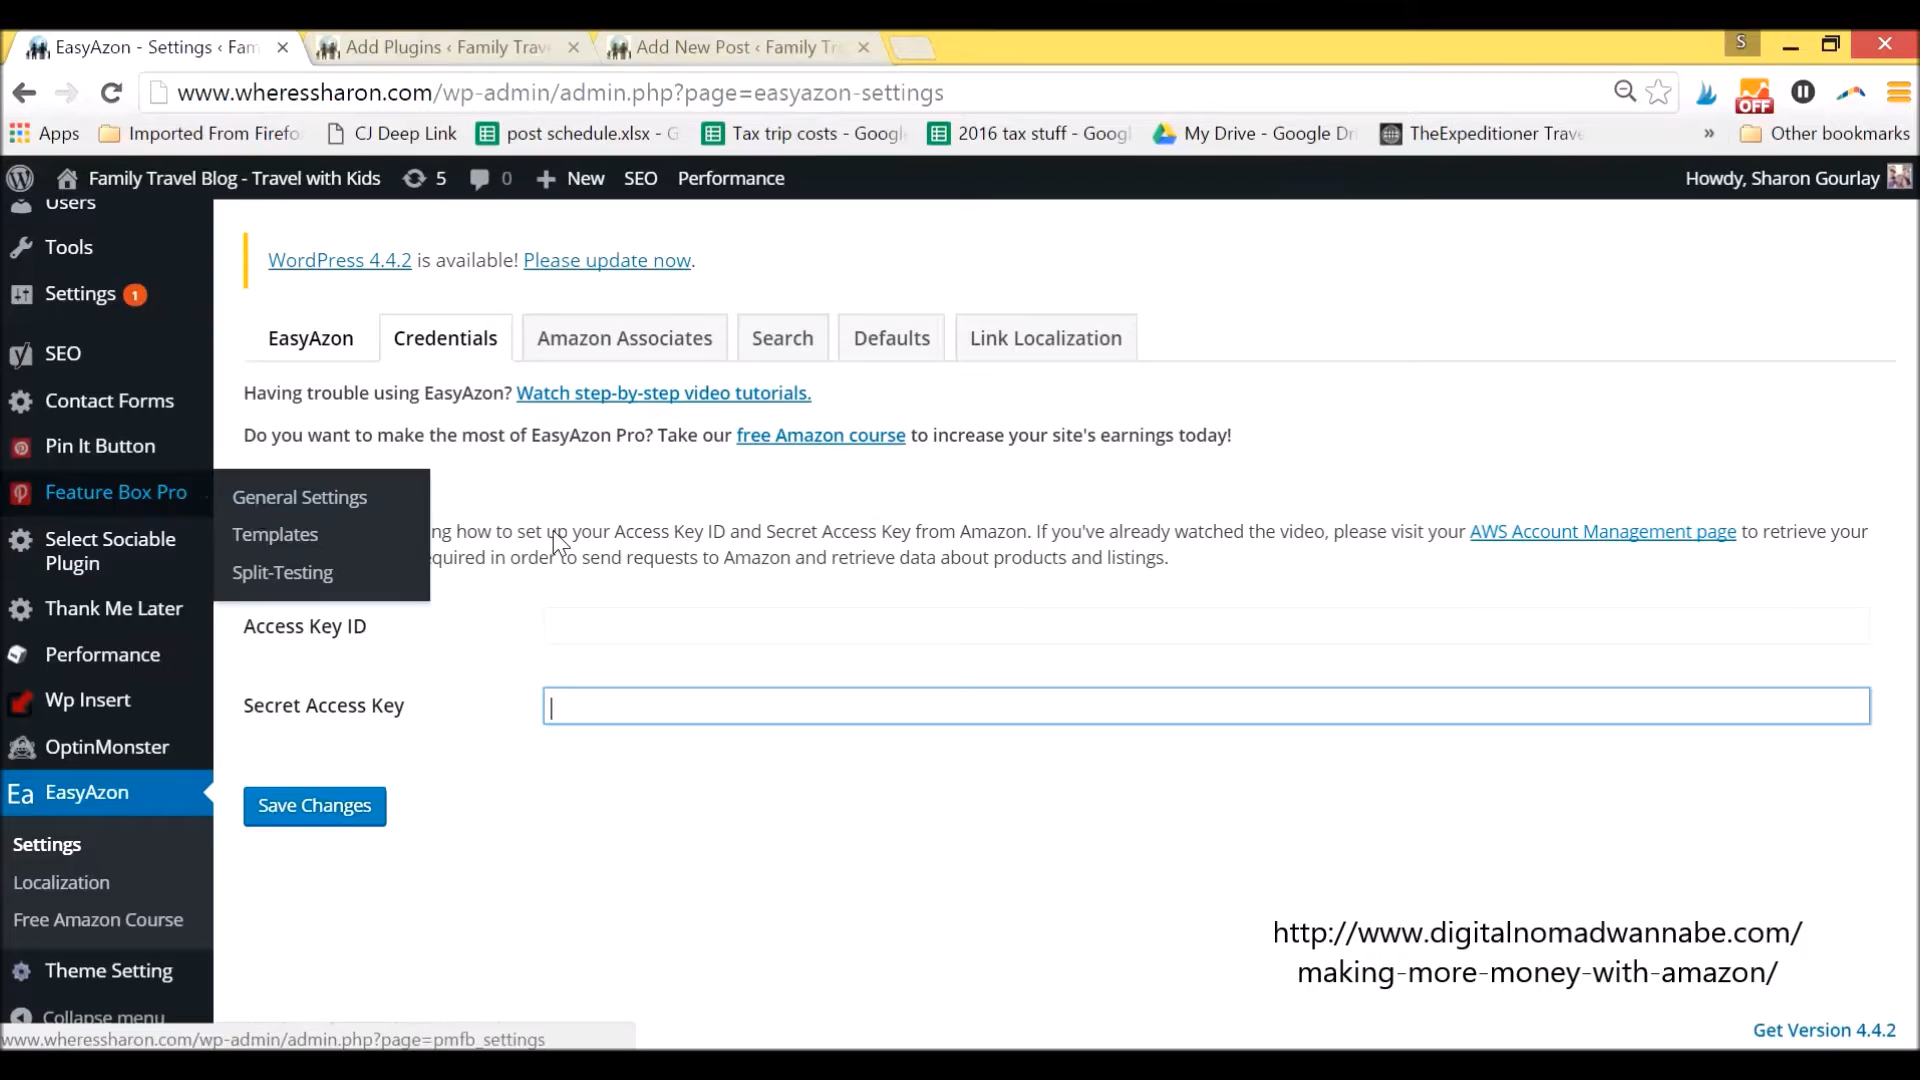 EasyAzon - Settings ‹ Fam
Add Plugins ‹ Family Trav
Add New Post ‹ Family Tr
S
www.wheressharon.com/wp-admin/admin.php?page=easyazon-settings
OFF
Apps
Imported From Firefo
CJ Deep Link
post schedule.xlsx - G
Tax trip costs - Google
2016 tax stuff - Googl
My Drive - Google Dri
TheExpeditioner Trave
»
Other bookmarks
Family Travel Blog - Travel with Kids
5
0
New
SEO
Performance
Howdy, Sharon Gourlay
Users
Tools
Settings 1
SEO
Contact Forms
Pin It Button
Feature Box Pro
Select Sociable
Plugin
Thank Me Later
Performance
Wp Insert
OptinMonster
Ea EasyAzon
Settings
Localization
Free Amazon Course
Theme Setting
Collapse menu
General Settings
Templates
Split-Testing
WordPress 4.4.2 is available! Please update now.
EasyAzon
Credentials
Amazon Associates
Search
Defaults
Link Localization
Having trouble using EasyAzon? Watch step-by-step video tutorials.
Do you want to make the most of EasyAzon Pro? Take our free Amazon course to increase your site's earnings today!
ng how to set up your Access Key ID and Secret Access Key from Amazon. If you've already watched the video, please visit your AWS Account Management page to retrieve your
quired in order to send requests to Amazon and retrieve data about products and listings.
Access Key ID
Secret Access Key
Save Changes
http://www.digitalnomadwannabe.com/
making-more-money-with-amazon/
Get Version 4.4.2
www.wheressharon.com/wp-admin/admin.php?page=pmfb_settings